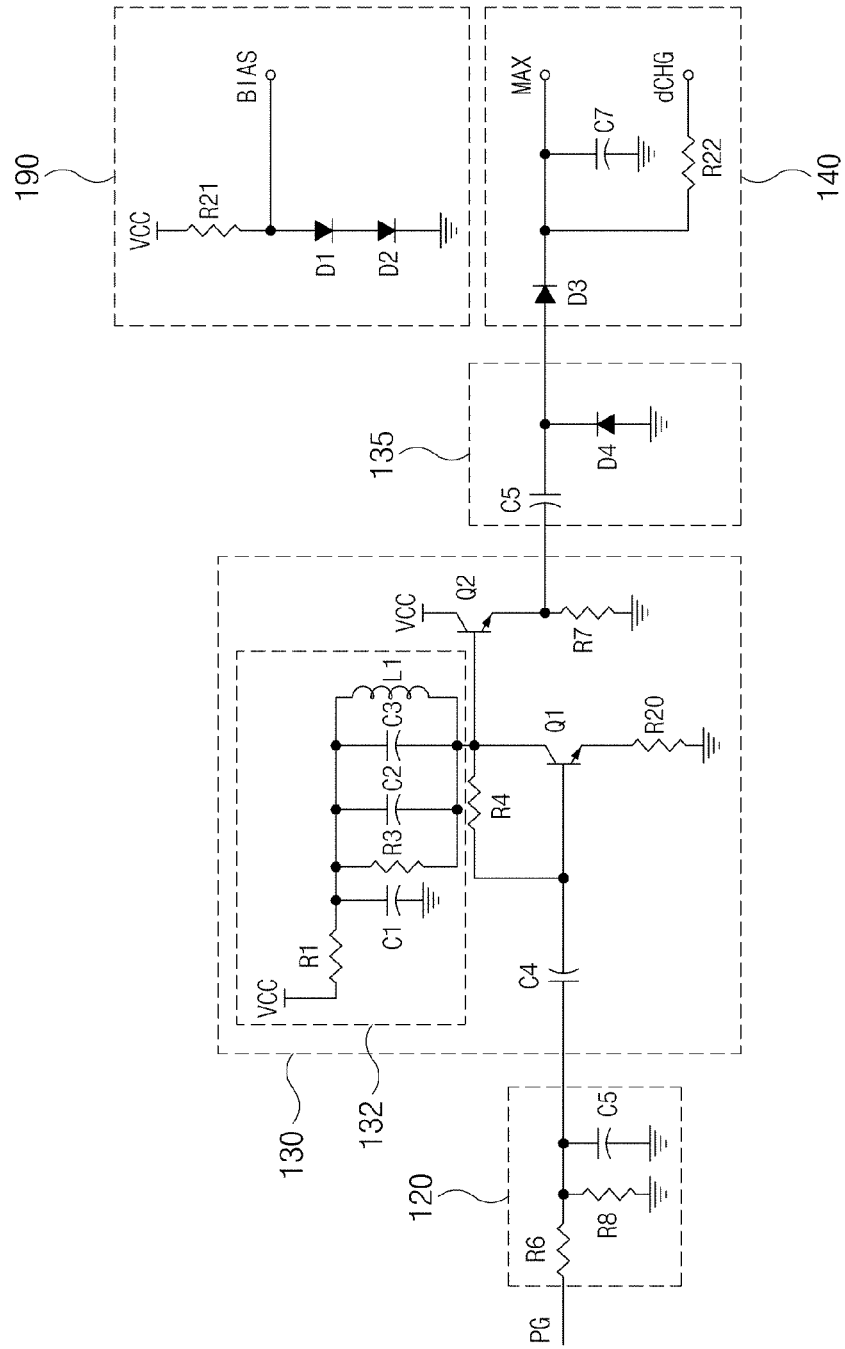 190
VCC
R21
BIAS
D1
D2
MAX
C7
dCHG
R22
D3
140
135
C5
D4
VCC
Q2
R7
VCC
R1
C1
R3
C2
C3
L1
R4
Q1
R20
C4
130
132
120
R6
R8
C5
PG